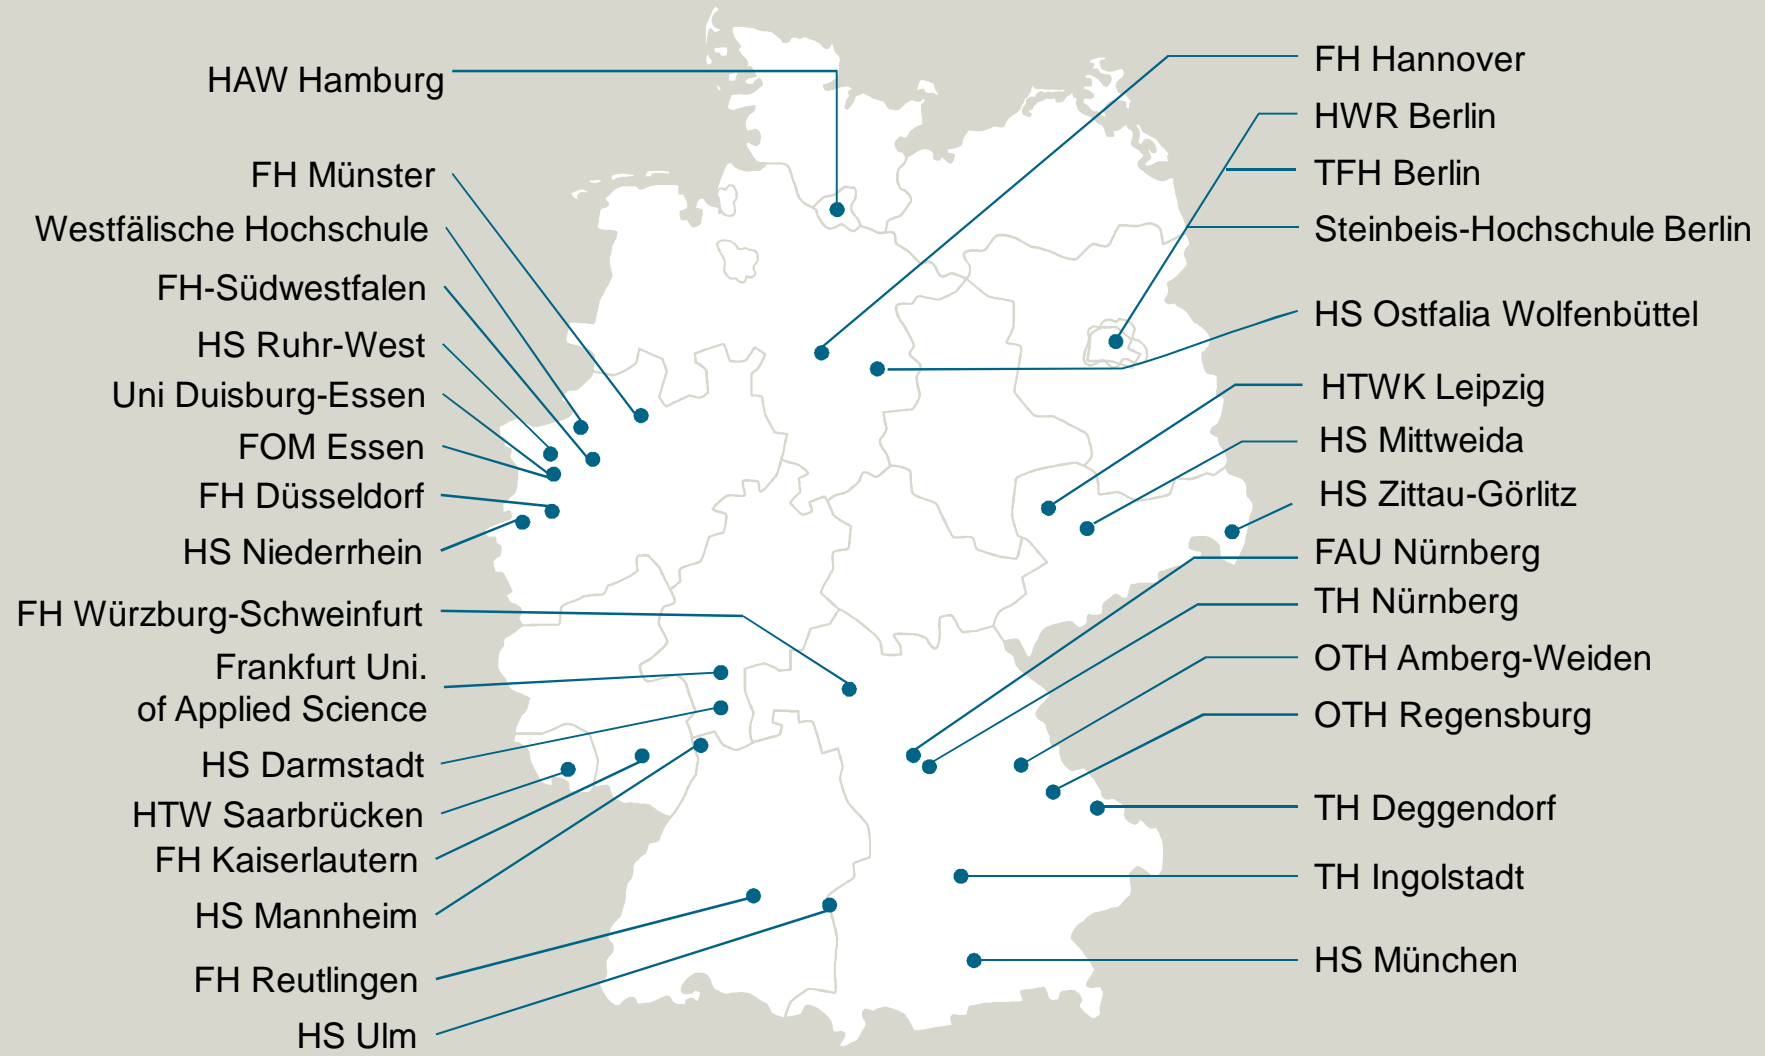 HAW Hamburg
FH Münster
Westfälische Hochschule
FH-Südwestfalen
HS Ruhr-West
Uni Duisburg-Essen
FOM Essen
FH Düsseldorf
HS Niederrhein
FH Würzburg-Schweinfurt
Frankfurt Uni.
of Applied Science
HS Darmstadt
HTW Saarbrücken
FH Kaiserlautern
HS Mannheim
FH Reutlingen
HS Ulm
FH Hannover
HWR Berlin
TFH Berlin
Steinbeis-Hochschule Berlin
HS Ostfalia Wolfenbüttel
HTWK Leipzig
HS Mittweida
HS Zittau-Görlitz
FAU Nürnberg
TH Nürnberg
OTH Amberg-Weiden
OTH Regensburg
TH Deggendorf
TH Ingolstadt
HS München